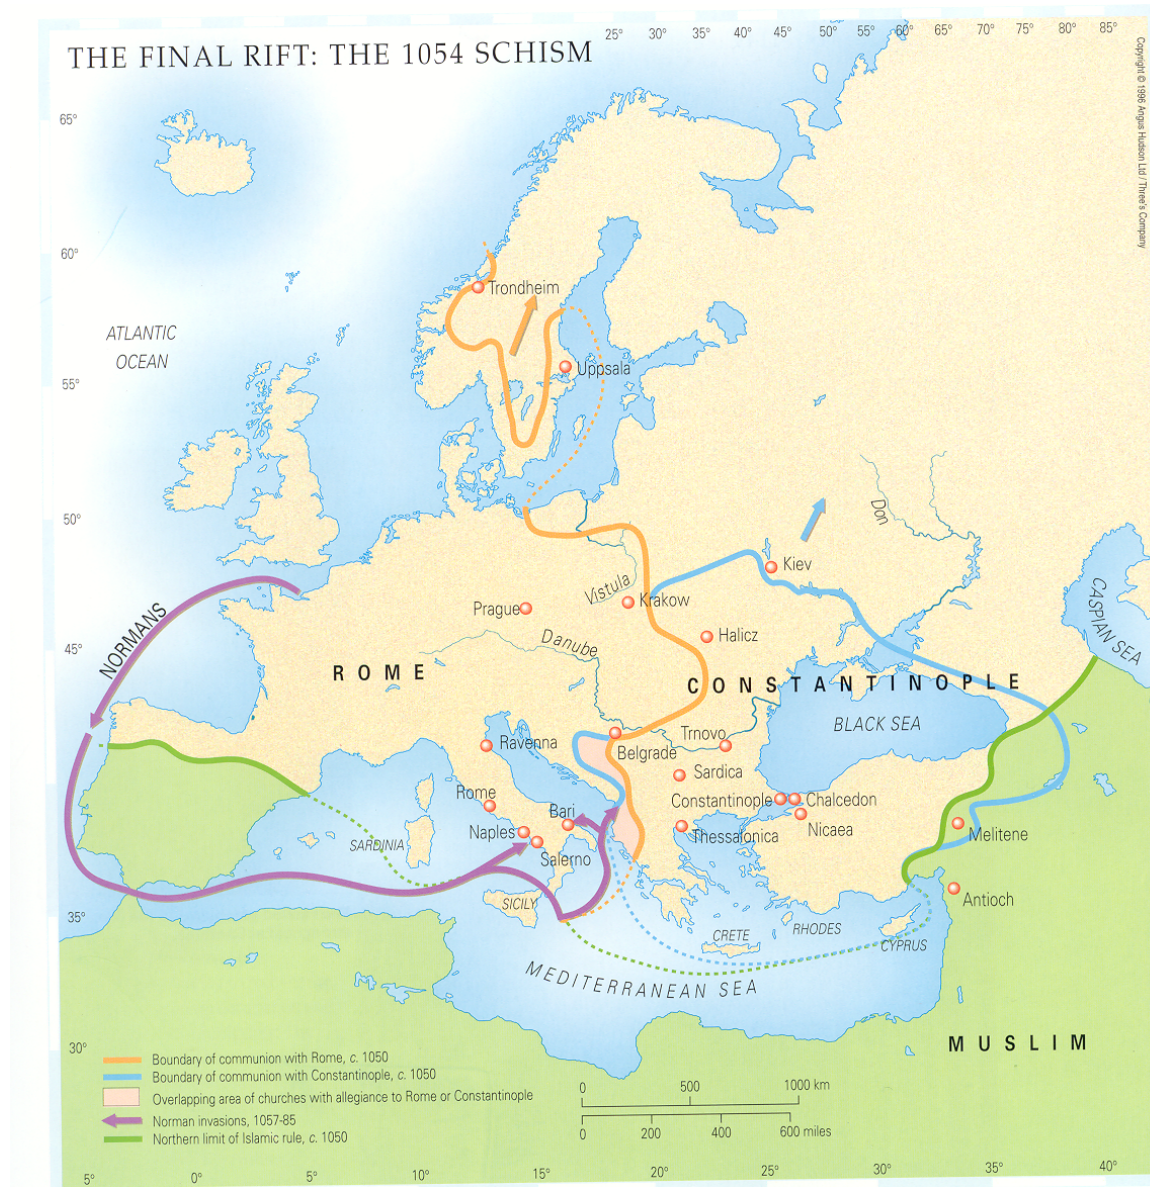 THE FINAL RIFT: THE 1054 SCHISM
25° 30° 35° 40° 45° 50° 55° 60° 65° 70° 75° 80° 85°
Copyright © 1996 Angus Hudson Ltd / Three's Company
65°
60°
Trondheim
ATLANTIC
OCEAN
Uppsala
55°
50°
Don
Kiev
CASPIAN SEA
Vistula
Krakow
Prague
NORMANS
Halicz
Danube
45°
ROME
CONSTANTINOPLE
BLACK SEA
Trnovo
Ravenna
Belgrade
Sardica
Rome
Constantinople
Chalcedon
Bari
Nicaea
Naples
Thessalonica
Melitene
SARDINIA
Salerno
Antioch
SICILY
35°
CRETE
RHODES
CYPRUS
MEDITERRANEAN SEA
MUSLIM
30°
Boundary of communion with Rome, c. 1050
Boundary of communion with Constantinople, c. 1050
Overlapping area of churches with allegiance to Rome or Constantinople
Norman invasions, 1057-85
Northern limit of Islamic rule, c. 1050
0 500 1000 km
0 200 400 600 miles
5° 0° 5° 10° 15° 20° 25° 30° 35° 40°